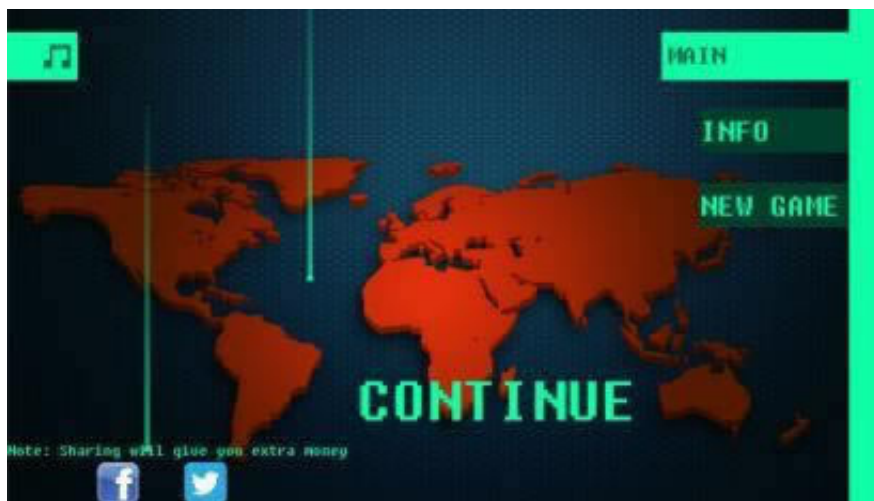 MAIN
INFO
NEW GAME
CONTINUE
Note: Sharing will give you extra money